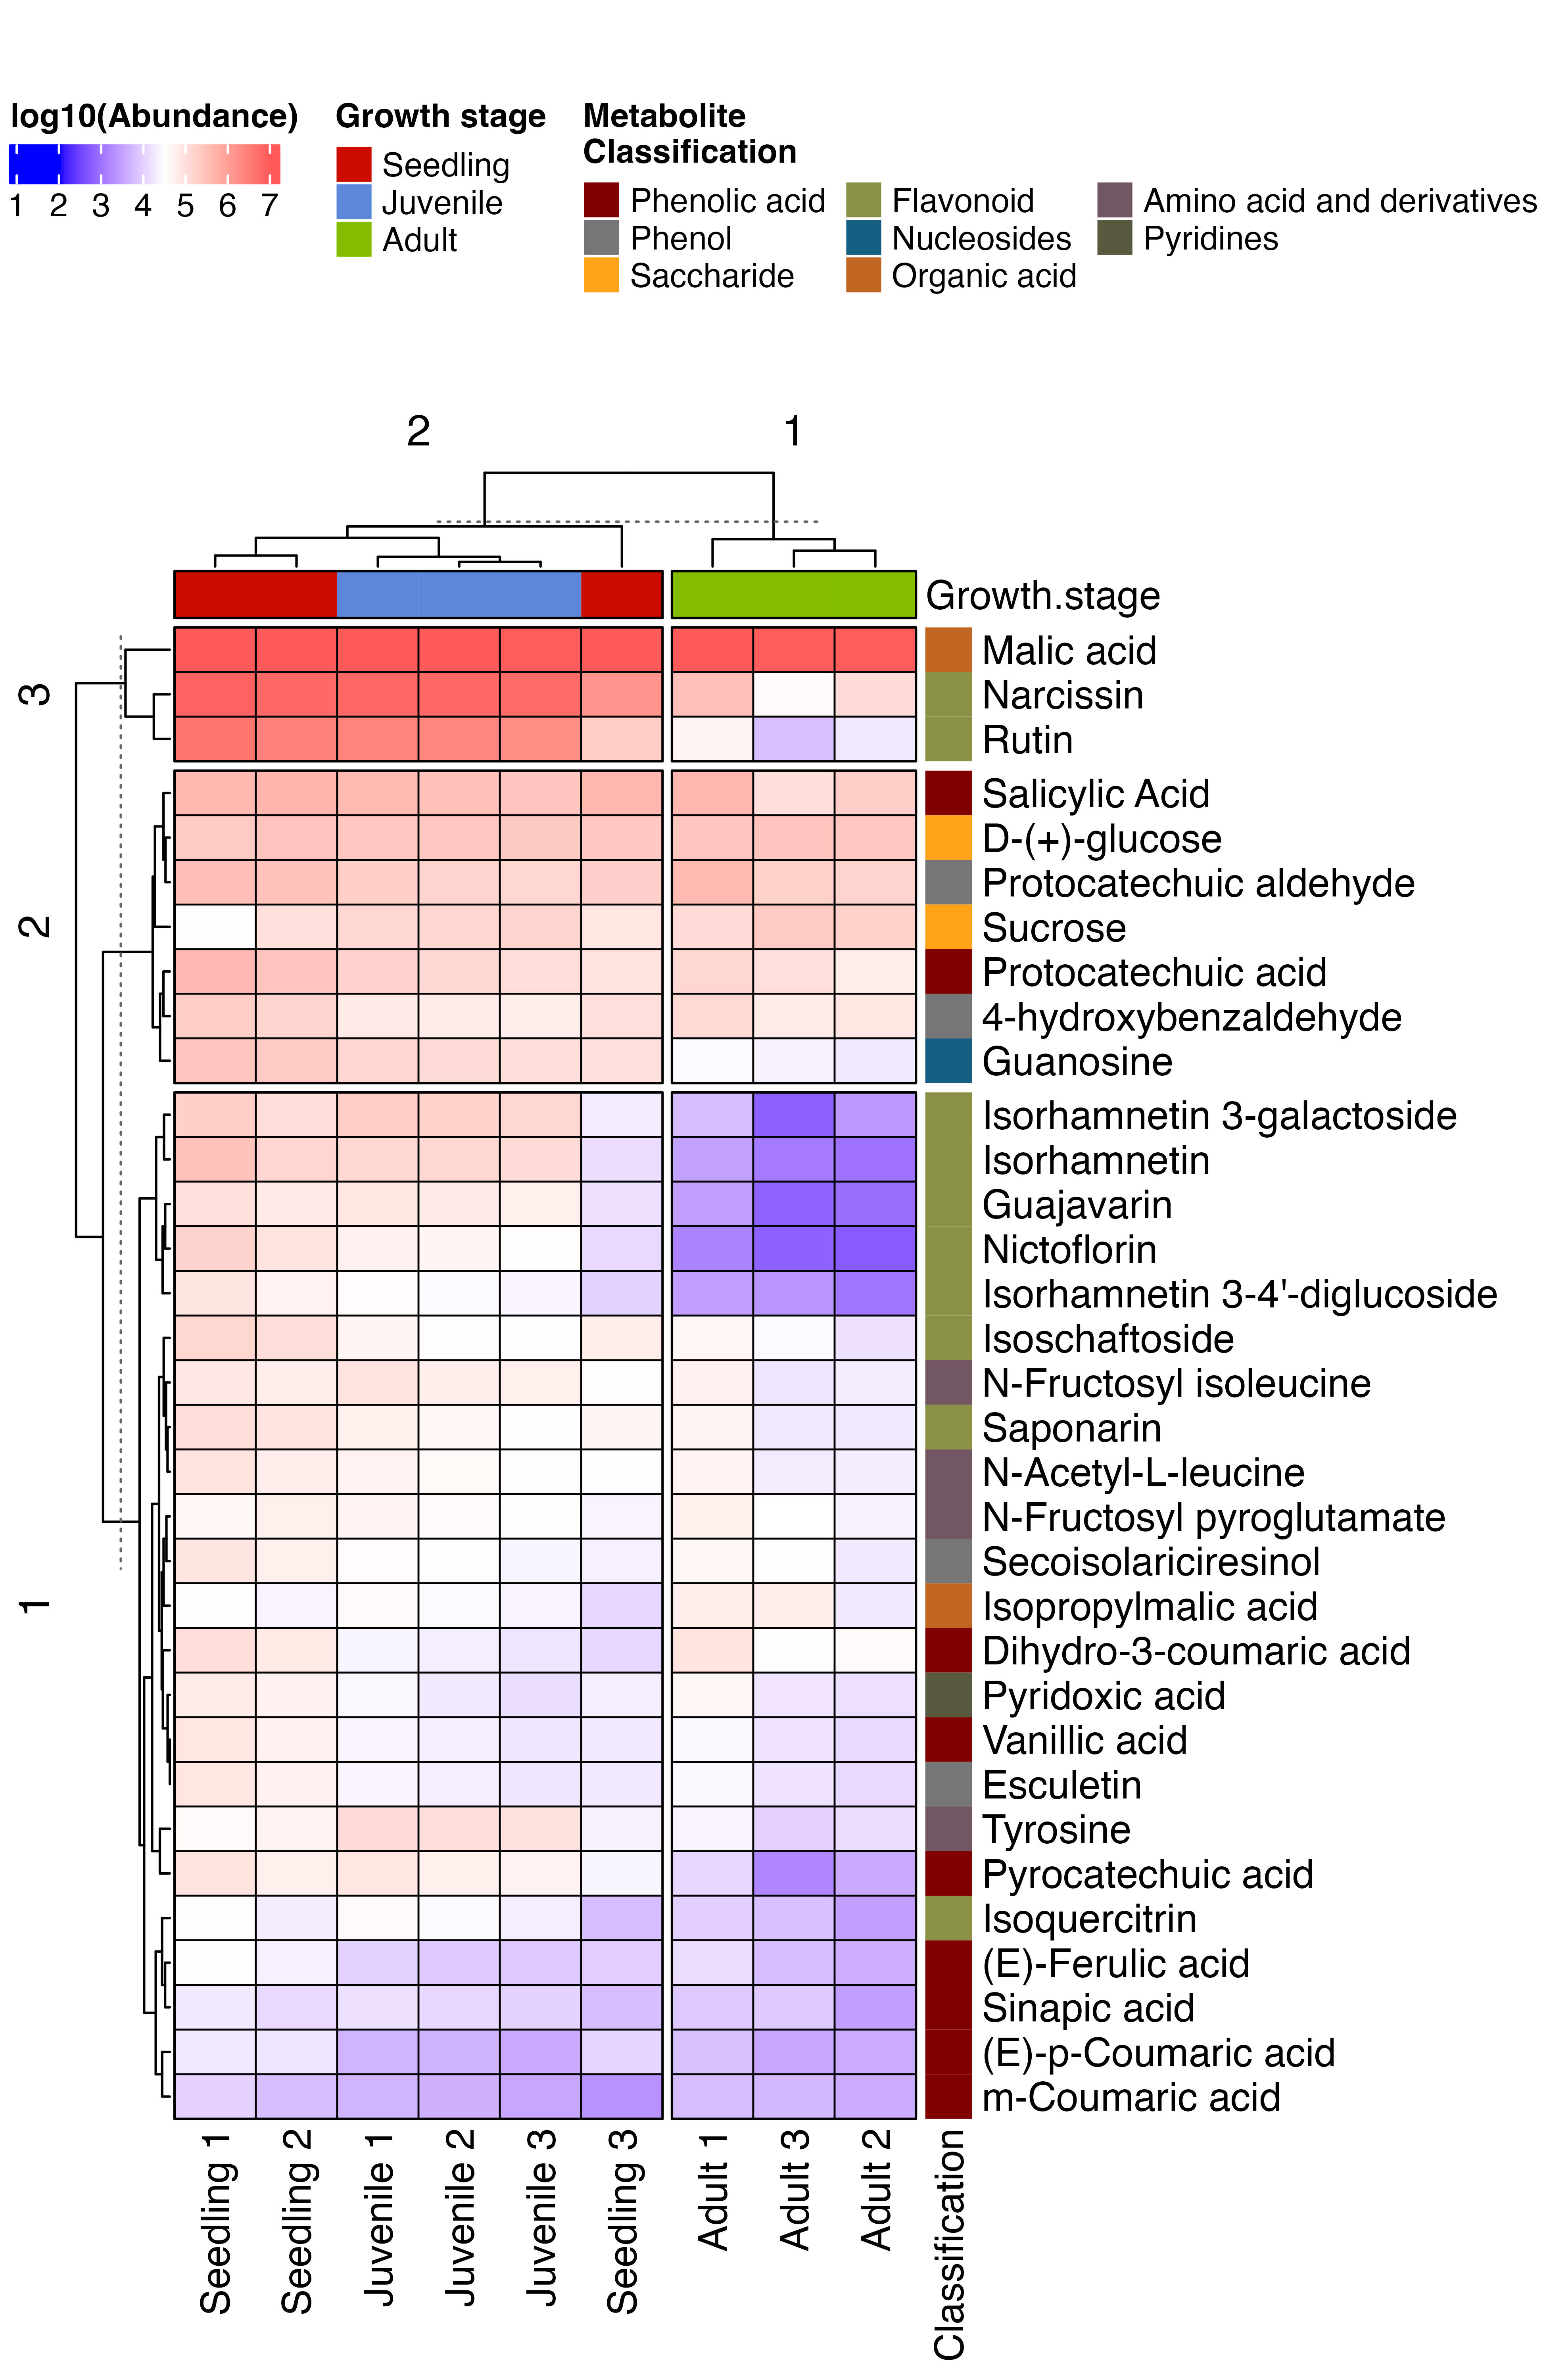 log10(Abundance)
1 2 3 4 5 6 7
Growth stage
Seedling
Juvenile
Adult
Metabolite
Classification
Phenolic acid
Phenol
Saccharide
Flavonoid
Nucleosides
Organic acid
Amino acid and derivatives
Pyridines
2 1
Growth.stage
3
2
1
Malic acid
Narcissin
Rutin
Salicylic Acid
D-(+)-glucose
Protocatechuic aldehyde
Sucrose
Protocatechuic acid
4-hydroxybenzaldehyde
Guanosine
Isorhamnetin 3-galactoside
Isorhamnetin
Guajavarin
Nictoflorin
Isorhamnetin 3-4'-diglucoside
Isoschaftoside
N-Fructosyl isoleucine
Saponarin
N-Acetyl-L-leucine
N-Fructosyl pyroglutamate
Secoisolariciresinol
Isopropylmalic acid
Dihydro-3-coumaric acid
Pyridoxic acid
Vanillic acid
Esculetin
Tyrosine
Pyrocatechuic acid
Isoquercitrin
(E)-Ferulic acid
Sinapic acid
(E)-p-Coumaric acid
m-Coumaric acid
Seedling 1
Seedling 2
Juvenile 1
Juvenile 2
Juvenile 3
Seedling 3
Adult 1
Adult 3
Adult 2
Classification